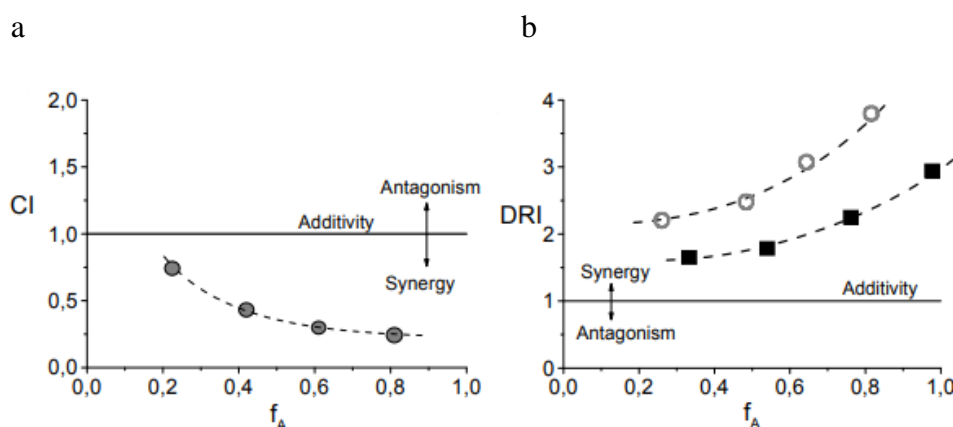 a
2,0
1,5
CI
1,0
0,5
0,0
Antagonism
Additivity
Synergy
0,0 0,2 0,4 0,6 0,8 1,0
f_A
b
4
3
DRI
2
1
0
Synergy
Additivity
Antagonism
0,0 0,2 0,4 0,6 0,8 1,0
f_A